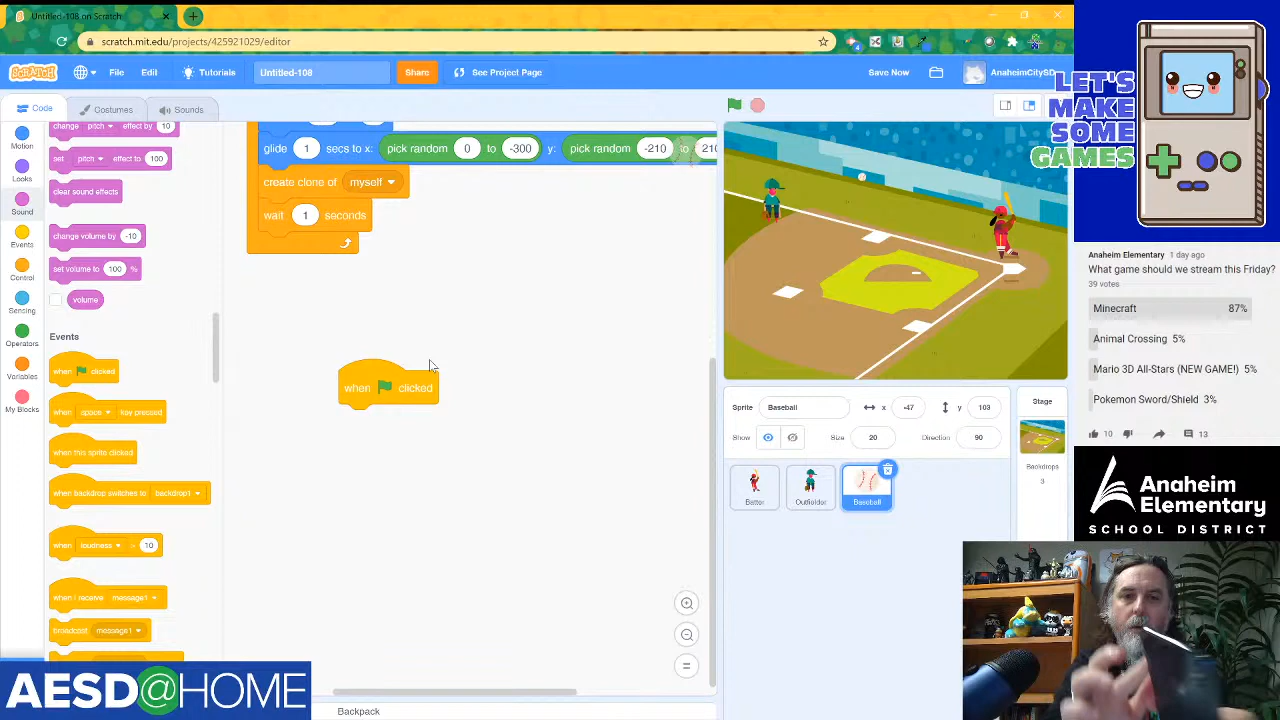 Untitled-108 on Scratch
scratch.mit.edu/projects/425921029/editor
SCRATCH
File
Edit
Tutorials
Untitled-108
Share
See Project Page
Save Now
AnaheimCitySD
Code
Costumes
Sounds
Motion
Looks
Sound
Events
Control
Sensing
Operators
Variables
My Blocks
change pitch effect by 10
set pitch effect to 100
clear sound effects
change volume by -10
set volume to 100 %
volume
Events
when clicked
when space key pressed
when this sprite clicked
when backdrop switches to backdrop1
when loudness > 10
when I receive message1
broadcast message1
glide 1 secs to x: pick random 0 to -300 y: pick random -210 to 210
create clone of myself
wait 1 seconds
when clicked
Backpack
Sprite Baseball x -47 y 103
Show Size 20 Direction 90
Batter
Outfielder
Baseball
Stage
Backdrops
3
LET'S
MAKE
SOME
GAMES
Anaheim Elementary 1 day ago
What game should we stream this Friday?
39 votes
Minecraft 87%
Animal Crossing 5%
Mario 3D All-Stars (NEW GAME!) 5%
Pokemon Sword/Shield 3%
10
13
Anaheim
Elementary
SCHOOL DISTRICT
AESD@HOME